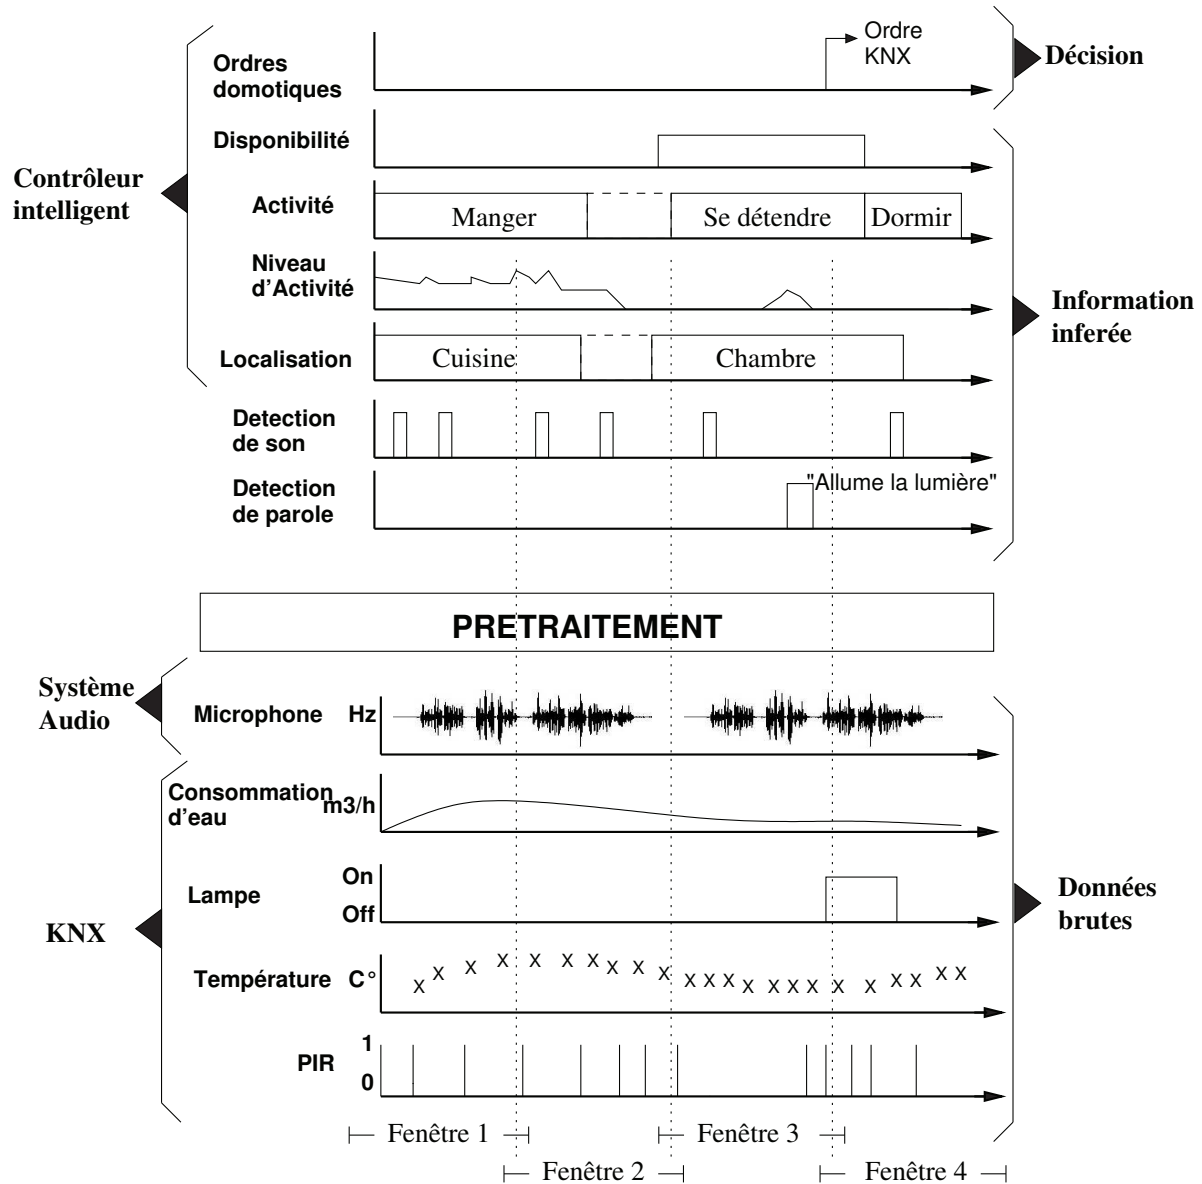 Ordre
KNX
Ordres
domotiques
Décision
Disponibilité
Contrôleur
intelligent
Activité
Manger
Se détendre
Dormir
Niveau
d'Activité
Information
inferée
Localisation
Cuisine
Chambre
Detection
de son
Detection
de parole
"Allume la lumière"
PRETRAITEMENT
Système
Audio
Microphone
Hz
Consommation
d'eau
m3/h
Lampe
On
Off
Données
brutes
KNX
Température
C°
X X X X X X X X X X X X X X X X X X X X X X X X
PIR
1
0
Fenêtre 1
Fenêtre 3
Fenêtre 2
Fenêtre 4